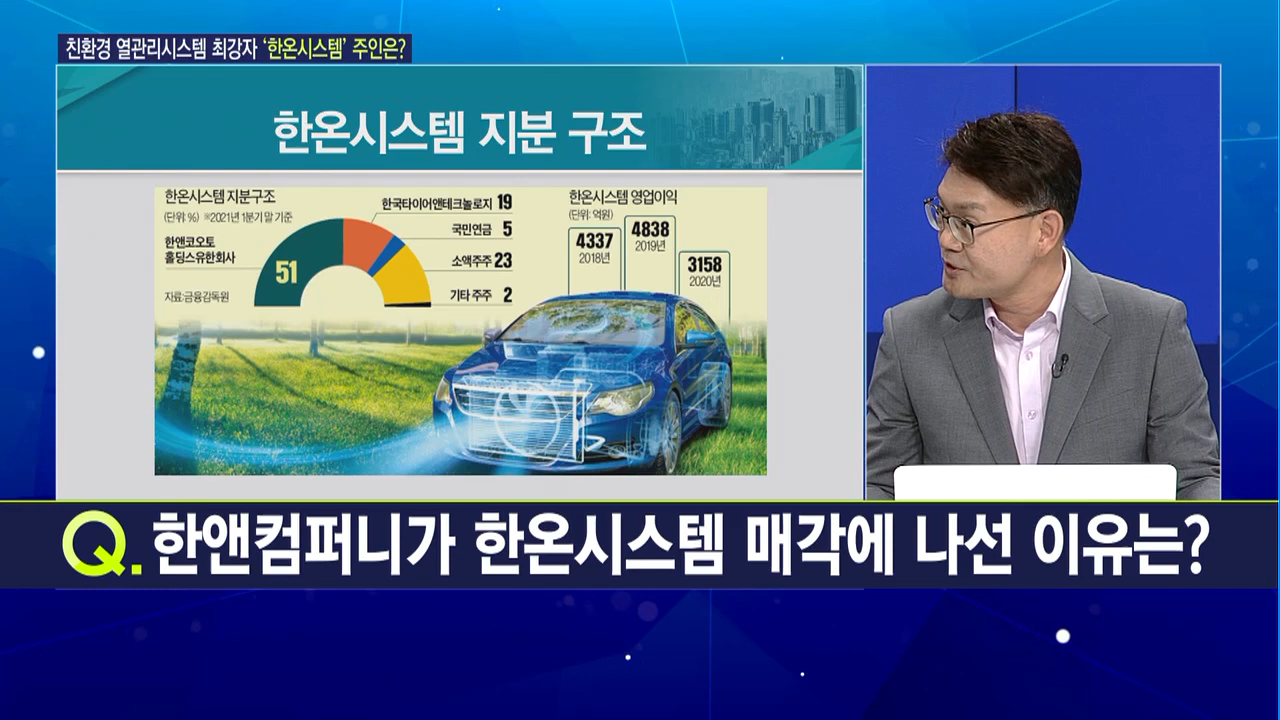 친환경 열관리시스템 최강자 '한온시스템' 주인은?
한온시스템 지분 구조
한온시스템 지분구조
(단위: %) ※2021년 1분기 말 기준
한앤코오토
홀딩스유한회사
51
한국타이어앤테크놀로지 19
국민연금 5
소액주주 23
기타 주주 2
자료:금융감독원
한온시스템 영업이익
(단위: 억원)
4337
2018년
4838
2019년
3158
2020년
Q. 한앤컴퍼니가 한온시스템 매각에 나선 이유는?